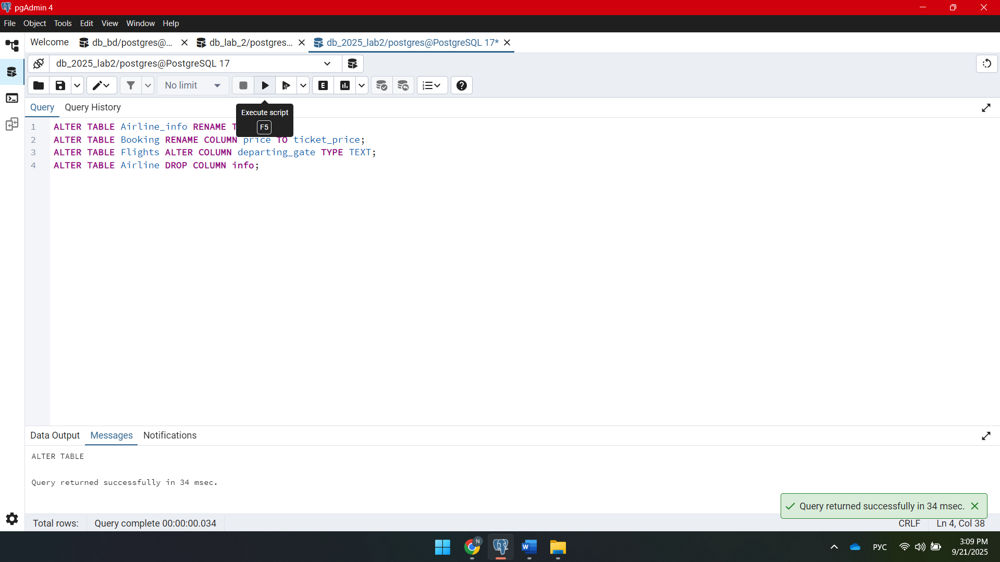 pgAdmin 4
File Object Tools Edit View Window Help
Welcome db_bd/postgres@... db_lab_2/postgres... db_2025_lab2/postgres@PostgreSQL 17*
db_2025_lab2/postgres@PostgreSQL 17
No limit
E
Query Query History
Execute script
F5
1 ALTER TABLE Airline_info RENAME T
2 ALTER TABLE Booking RENAME COLUMN price TO ticket_price;
3 ALTER TABLE Flights ALTER COLUMN departing_gate TYPE TEXT;
4 ALTER TABLE Airline DROP COLUMN info;
Data Output Messages Notifications
ALTER TABLE
Query returned successfully in 34 msec.
Query returned successfully in 34 msec.
Total rows: Query complete 00:00:00.034 CRLF Ln 4, Col 38
N
W
РУС
3:09 PM
9/21/2025